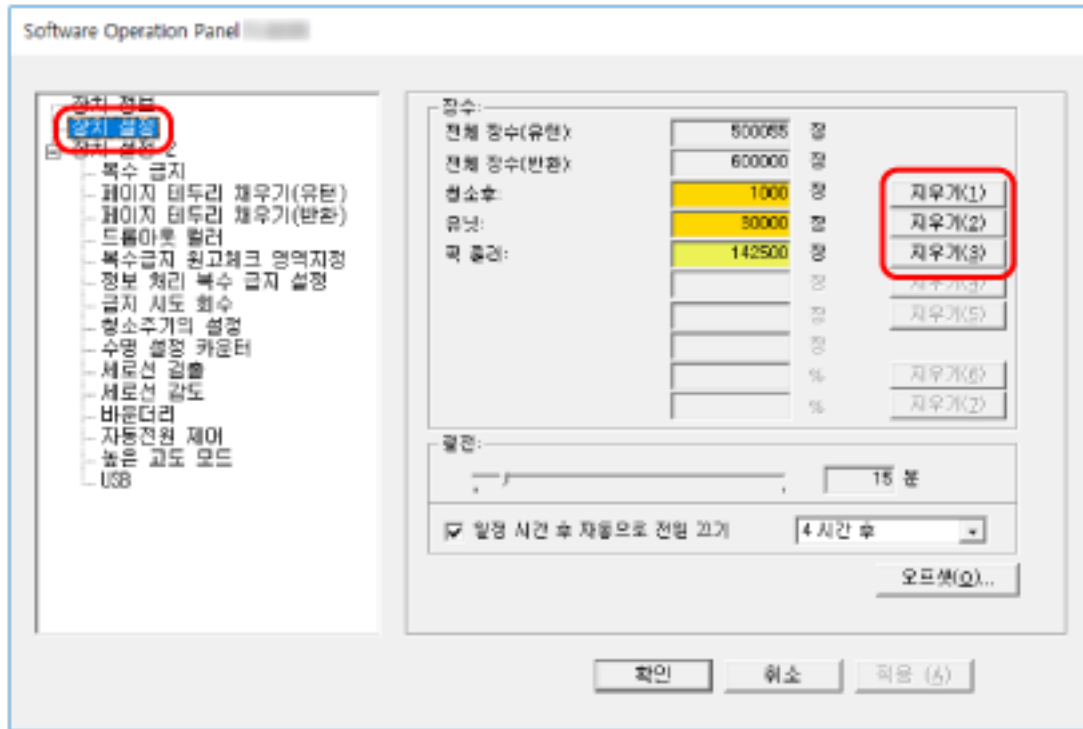 Software Operation Panel
장치 정보
장치 설정
장치 설정 2
복수 급지
페이지 테두리 채우기(유턴)
페이지 테두리 채우기(반환)
드롭아웃 컬러
복수급지 원고체크 영역지정
정보 처리 복수 급지 설정
급지 시도 회수
청소주기의 설정
수명 설정 카운터
세로선 검출
세로선 감도
바운더리
자동전원 제어
높은 고도 모드
USB
장수:
전체 장수(유턴): 500055 장
전체 장수(반환): 600000 장
청소후: 1000 장 지우기(1)
유닛: 30000 장 지우기(2)
픽 롤러: 142500 장 지우기(3)
장 지우기(4)
장 지우기(5)
장
% 지우기(6)
% 지우기(7)
절전:
15 분
일정 시간 후 자동으로 전원 끄기 4 시간 후
오프셋(O)...
확인 취소 적용 (A)